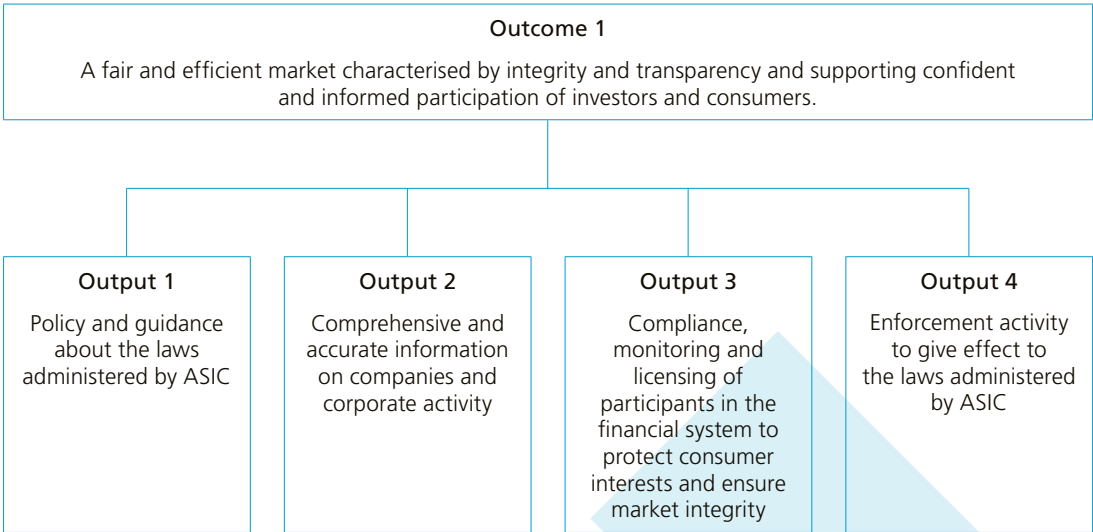 Outcome 1
A fair and efficient market characterised by integrity and transparency and supporting confident
and informed participation of investors and consumers.
Output 1
Policy and guidance
about the laws
administered by ASIC
Output 2
Comprehensive and
accurate information
on companies and
corporate activity
Output 3
Compliance,
monitoring and
licensing of
participants in the
financial system to
protect consumer
interests and ensure
market integrity
Output 4
Enforcement activity
to give effect to
the laws administered
by ASIC